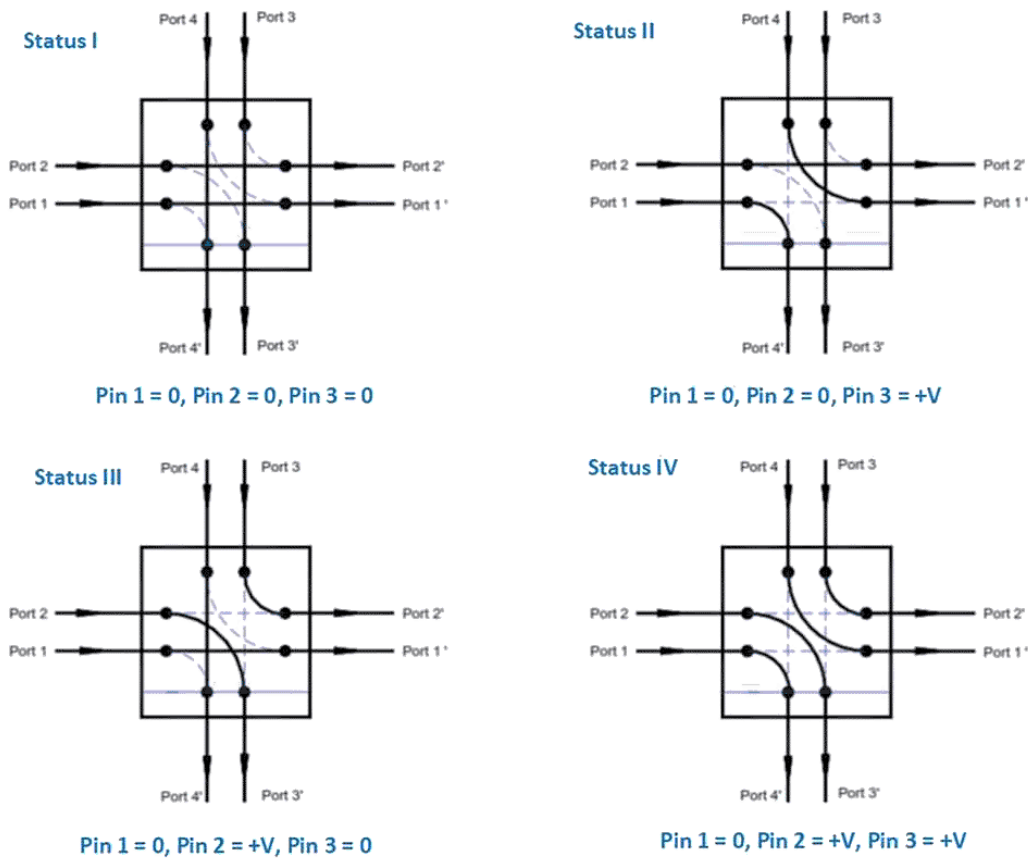 Status I
Port 4
Port 3
Port 2
Port 2'
Port 1
Port 1 '
Port 4'
Port 3'
Pin 1 = 0, Pin 2 = 0, Pin 3 = 0
Status II
Port 4
Port 3
Port 2
Port 2'
Port 1
Port 1 '
Port 4'
Port 3'
Pin 1 = 0, Pin 2 = 0, Pin 3 = +V
Status III
Port 4
Port 3
Port 2
Port 2'
Port 1
Port 1 '
Port 4'
Port 3'
Pin 1 = 0, Pin 2 = +V, Pin 3 = 0
Status IV
Port 4
Port 3
Port 2
Port 2'
Port 1
Port 1 '
Port 4'
Port 3'
Pin 1 = 0, Pin 2 = +V, Pin 3 = +V